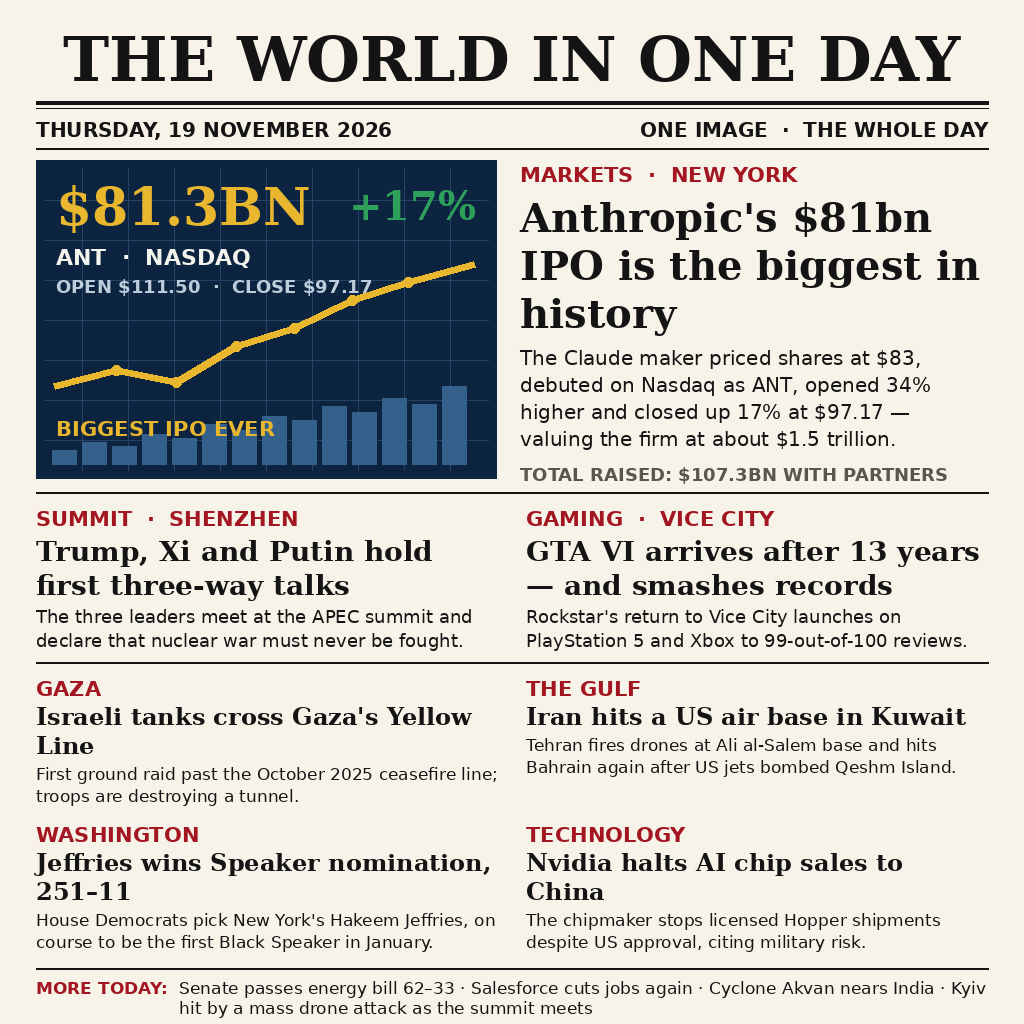 THE WORLD IN ONE DAY
THURSDAY, 19 NOVEMBER 2026
ONE IMAGE · THE WHOLE DAY
$81.3BN
+17%
ANT · NASDAQ
OPEN $111.50 · CLOSE $97.17
BIGGEST IPO EVER
MARKETS · NEW YORK
Anthropic's $81bn
IPO is the biggest in
history
The Claude maker priced shares at $83,
debuted on Nasdaq as ANT, opened 34%
higher and closed up 17% at $97.17 —
valuing the firm at about $1.5 trillion.
TOTAL RAISED: $107.3BN WITH PARTNERS
SUMMIT · SHENZHEN
Trump, Xi and Putin hold
first three-way talks
The three leaders meet at the APEC summit and
declare that nuclear war must never be fought.
GAMING · VICE CITY
GTA VI arrives after 13 years
— and smashes records
Rockstar's return to Vice City launches on
PlayStation 5 and Xbox to 99-out-of-100 reviews.
GAZA
Israeli tanks cross Gaza's Yellow
Line
First ground raid past the October 2025 ceasefire line;
troops are destroying a tunnel.
THE GULF
Iran hits a US air base in Kuwait
Tehran fires drones at Ali al-Salem base and hits
Bahrain again after US jets bombed Qeshm Island.
WASHINGTON
Jeffries wins Speaker nomination,
251–11
House Democrats pick New York's Hakeem Jeffries, on
course to be the first Black Speaker in January.
TECHNOLOGY
Nvidia halts AI chip sales to
China
The chipmaker stops licensed Hopper shipments
despite US approval, citing military risk.
MORE TODAY: Senate passes energy bill 62–33 · Salesforce cuts jobs again · Cyclone Akvan nears India · Kyiv
hit by a mass drone attack as the summit meets